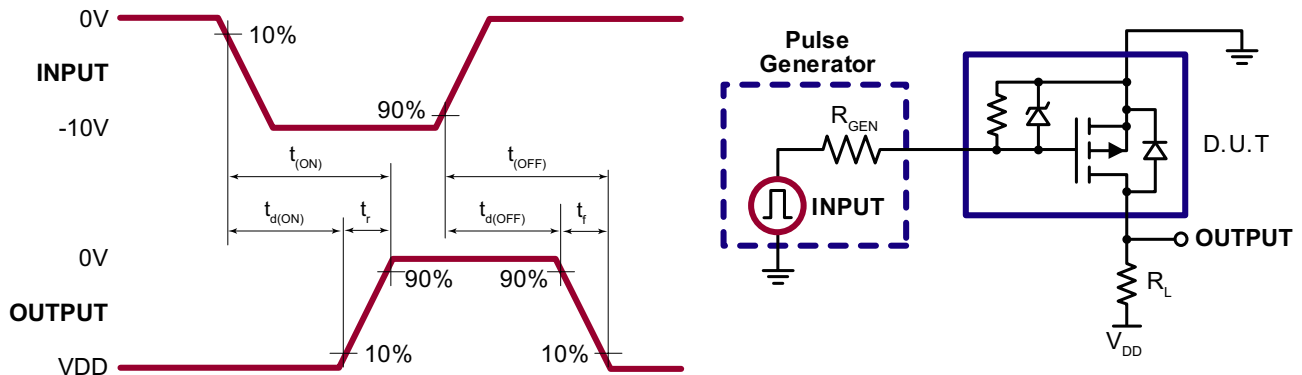 0V
10%
INPUT
90%
-10V
t(ON)
t(OFF)
td(ON)
tr
td(OFF)
tf
0V
90%
90%
OUTPUT
10%
10%
VDD
Pulse
Generator
RGEN
INPUT
D.U.T
OUTPUT
RL
VDD